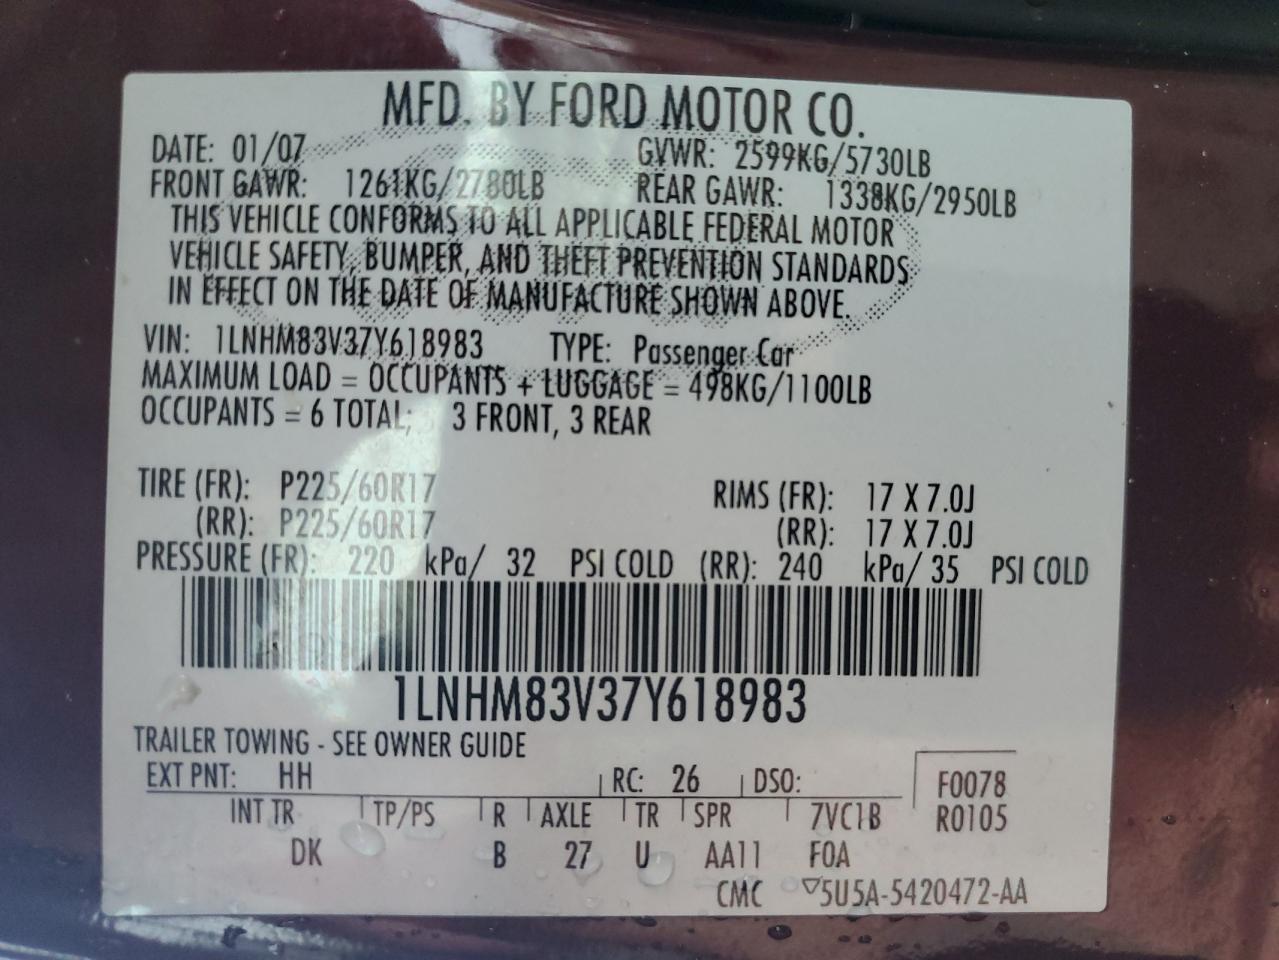 MFD. BY FORD MOTOR CO.
DATE: 01/07 GVWR: 2599KG/5730LB
FRONT GAWR: 1261KG/2780LB REAR GAWR: 1338KG/2950LB
THIS VEHICLE CONFORMS TO ALL APPLICABLE FEDERAL MOTOR
VEHICLE SAFETY, BUMPER, AND THEFT PREVENTION STANDARDS
IN EFFECT ON THE DATE OF MANUFACTURE SHOWN ABOVE.
VIN: 1LNHM83V37Y618983 TYPE: Passenger Car
MAXIMUM LOAD = OCCUPANTS + LUGGAGE = 498KG/1100LB
OCCUPANTS = 6 TOTAL; 3 FRONT, 3 REAR
TIRE (FR): P225/60R17 RIMS (FR): 17 X 7.0J
(RR): P225/60R17 (RR): 17 X 7.0J
PRESSURE (FR): 220 kPa/ 32 PSI COLD (RR): 240 kPa/ 35 PSI COLD
1LNHM83V37Y618983
TRAILER TOWING - SEE OWNER GUIDE
EXT PNT: HH RC: 26 DSO: F0078
INT TR TP/PS R AXLE TR SPR 7VC1B R0105
DK B 27 U AA11 FOA
CMC ▽5U5A-5420472-AA